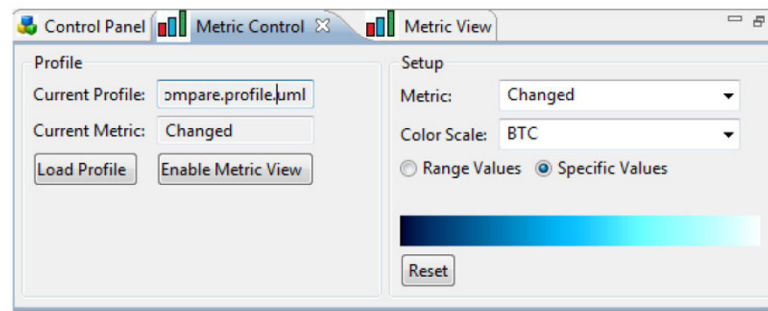 Control Panel Metric Control Metric View
Profile
Current Profile: ompare.profile.uml
Current Metric: Changed
Load Profile Enable Metric View
Setup
Metric: Changed
Color Scale: BTC
Range Values Specific Values
Reset